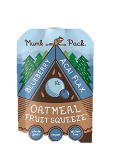 Munk Pack
BLUEBERRY ACAI FLAX
OATMEAL
FRUIT SQUEEZE